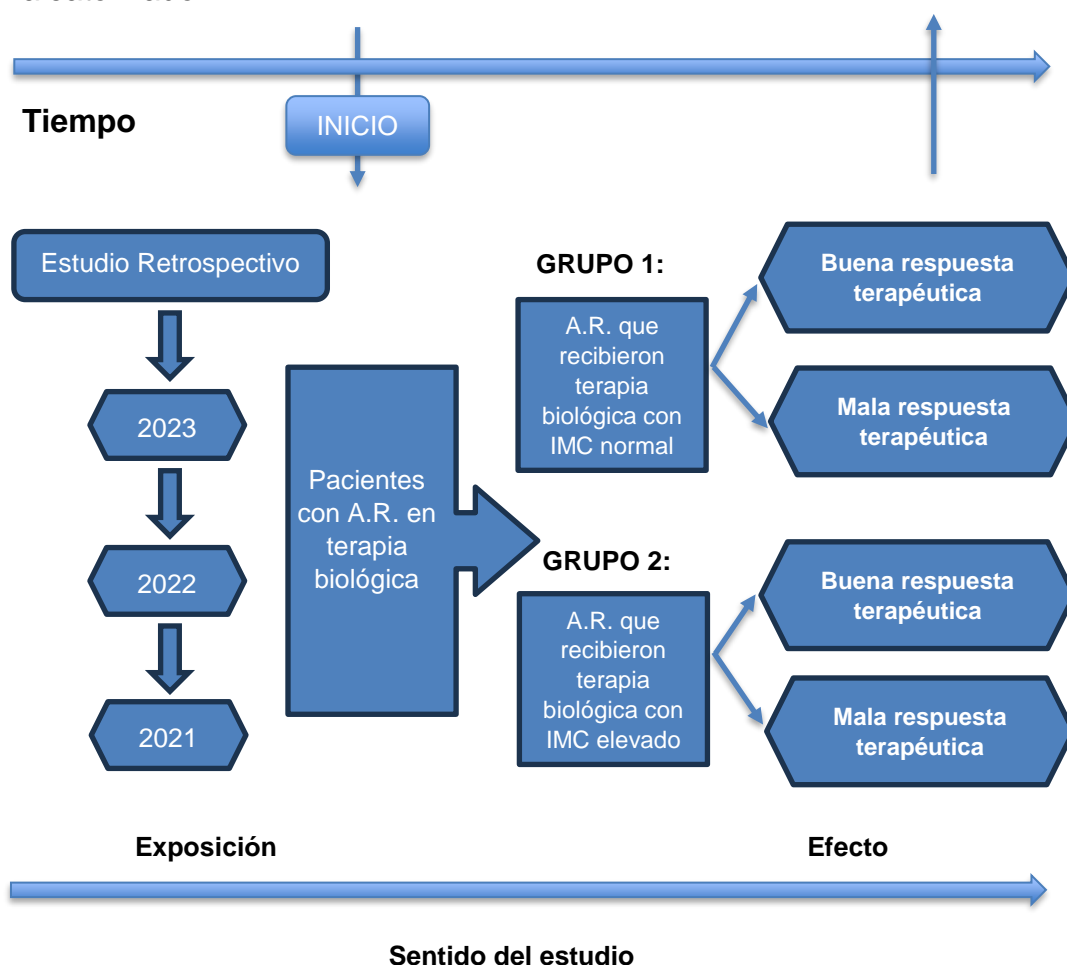 Tiempo
INICIO
Estudio Retrospectivo
2023
2022
2021
Pacientes
con A.R. en
terapia
biológica
GRUPO 1:
A.R. que
recibieron
terapia
biológica con
IMC normal
Buena respuesta
terapéutica
Mala respuesta
terapéutica
GRUPO 2:
A.R. que
recibieron
terapia
biológica con
IMC elevado
Buena respuesta
terapéutica
Mala respuesta
terapéutica
Exposición
Efecto
Sentido del estudio